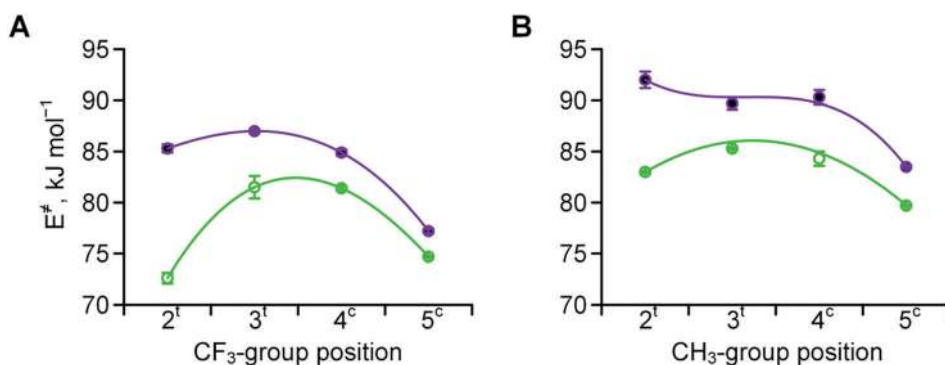 A
95
90
85
80
75
70
E≠, kJ mol⁻¹
2ᵗ 3ᵗ 4ᶜ 5ᶜ
CF₃-group position
B
95
90
85
80
75
70
2ᵗ 3ᵗ 4ᶜ 5ᶜ
CH₃-group position